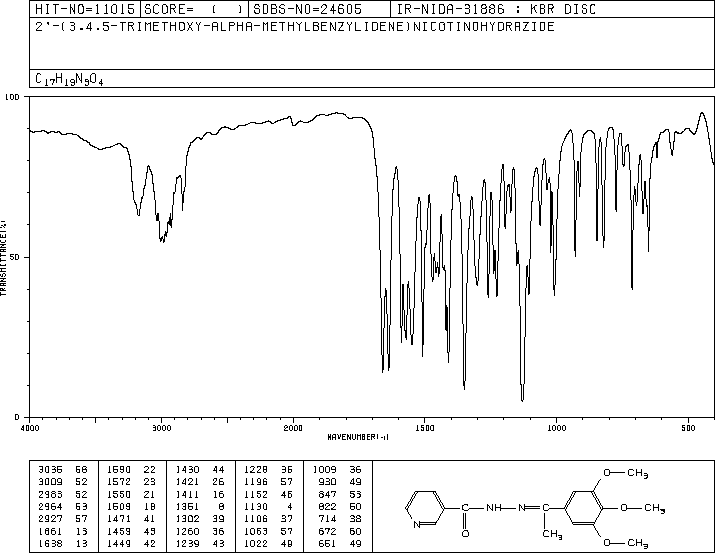 HIT-NO=11015 SCORE= ( ) SDBS-NO=24605 IR-NIDA-31886 : KBR DISC
2'-(3,4,5-TRIMETHOXY-ALPHA-METHYLBENZYLIDENE)NICOTINOHYDRAZIDE
C17H19N3O4
100
50
0
TRANSMITTANCE(%)
4000 3000 2000 1500 1000 500
WAVENUMBER(-1)
3035 68 1590 22 1430 44 1228 36 1009 36
3009 52 1572 23 1421 26 1196 57 930 49
2983 52 1550 21 1411 16 1152 46 847 53
2964 53 1509 18 1351 8 1130 4 822 50
2927 57 1471 41 1302 39 1106 37 714 38
1661 13 1459 43 1260 36 1063 57 672 60
1638 13 1449 42 1239 43 1022 49 651 49
O CH3
N C NH N C O CH3
O CH3 O CH3